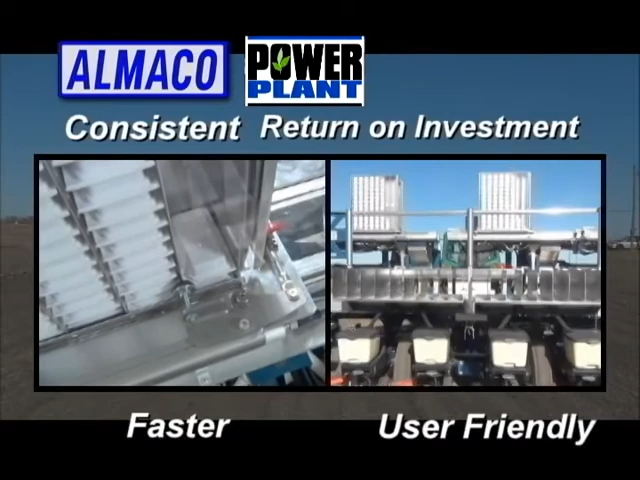 ALMACO
POWER
PLANT
Consistent Return on Investment
Faster User Friendly